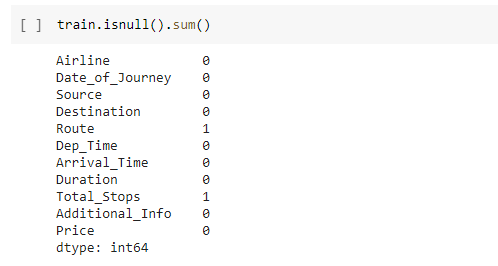 [ ] train.isnull().sum()
Airline 0
Date_of_Journey 0
Source 0
Destination 0
Route 1
Dep_Time 0
Arrival_Time 0
Duration 0
Total_Stops 1
Additional_Info 0
Price 0
dtype: int64